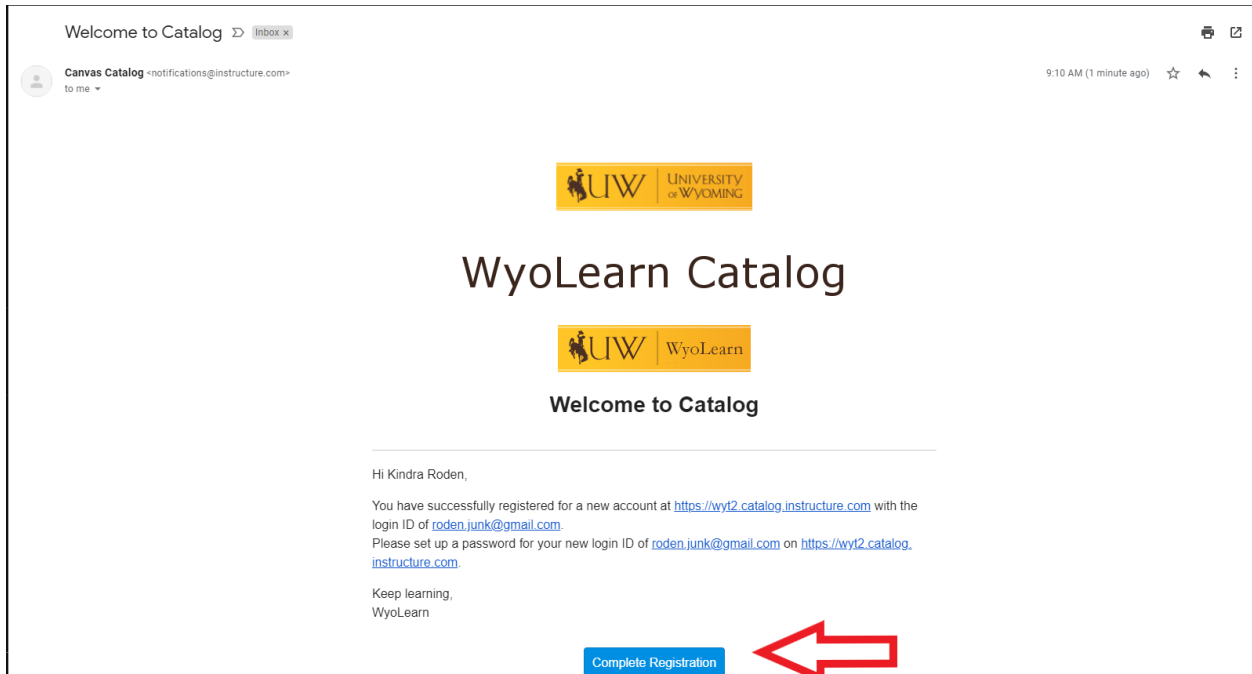 Welcome to Catalog Inbox x
Canvas Catalog <notifications@instructure.com> 9:10 AM (1 minute ago)
to me
UW UNIVERSITY OF WYOMING
WyoLearn Catalog
UW WyoLearn
Welcome to Catalog
Hi Kindra Roden,
You have successfully registered for a new account at https://wyt2.catalog.instructure.com with the
login ID of roden.junk@gmail.com.
Please set up a password for your new login ID of roden.junk@gmail.com on https://wyt2.catalog.
instructure.com.
Keep learning,
WyoLearn
Complete Registration